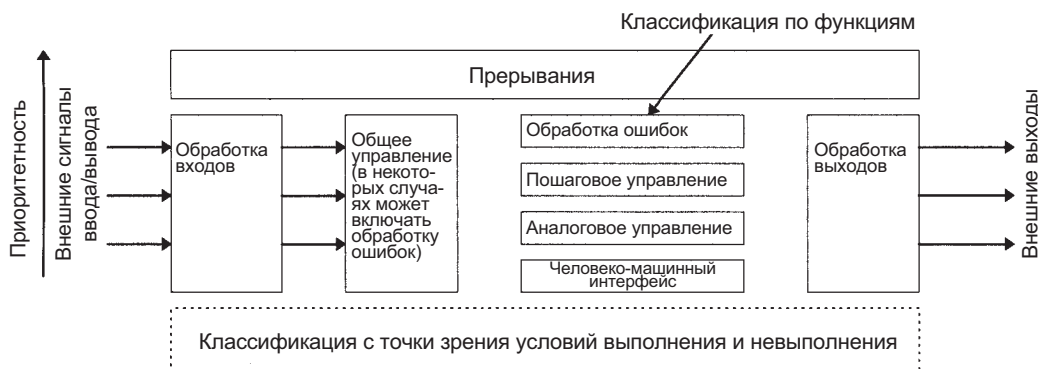 Классификация по функциям
Прерывания
Приоритетность
Внешние сигналы
ввода/вывода
Обработка
входов
Общее
управление
(в некото-
рых случа-
ях может
включать
обработку
ошибок)
Обработка ошибок
Пошаговое управление
Аналоговое управление
Человеко-машинный
интерфейс
Обработка
выходов
Внешние выходы
Классификация с точки зрения условий выполнения и невыполнения